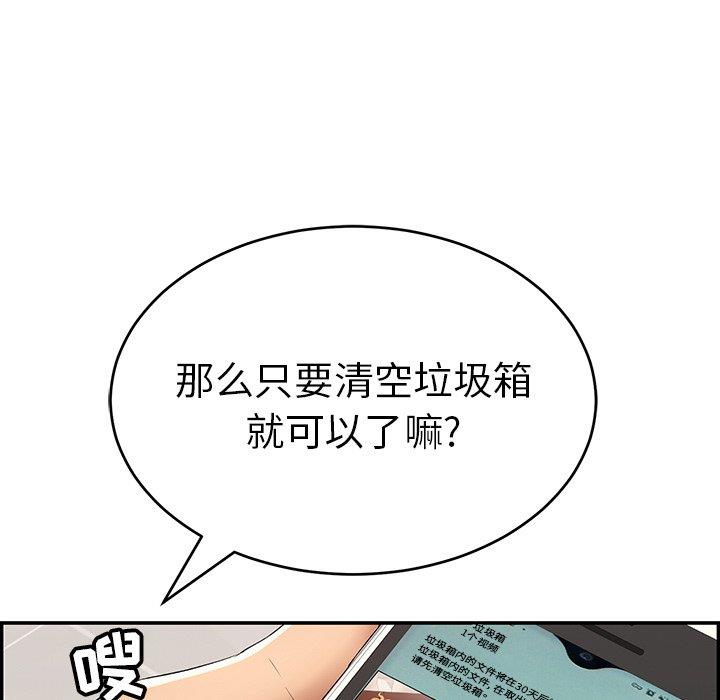 那么只要清空垃圾箱
就可以了嘛?
嗖
垃圾箱
1个视频
垃圾箱内的文件将在30天后
垃圾箱内的文件,在取出
请先清空垃圾箱。